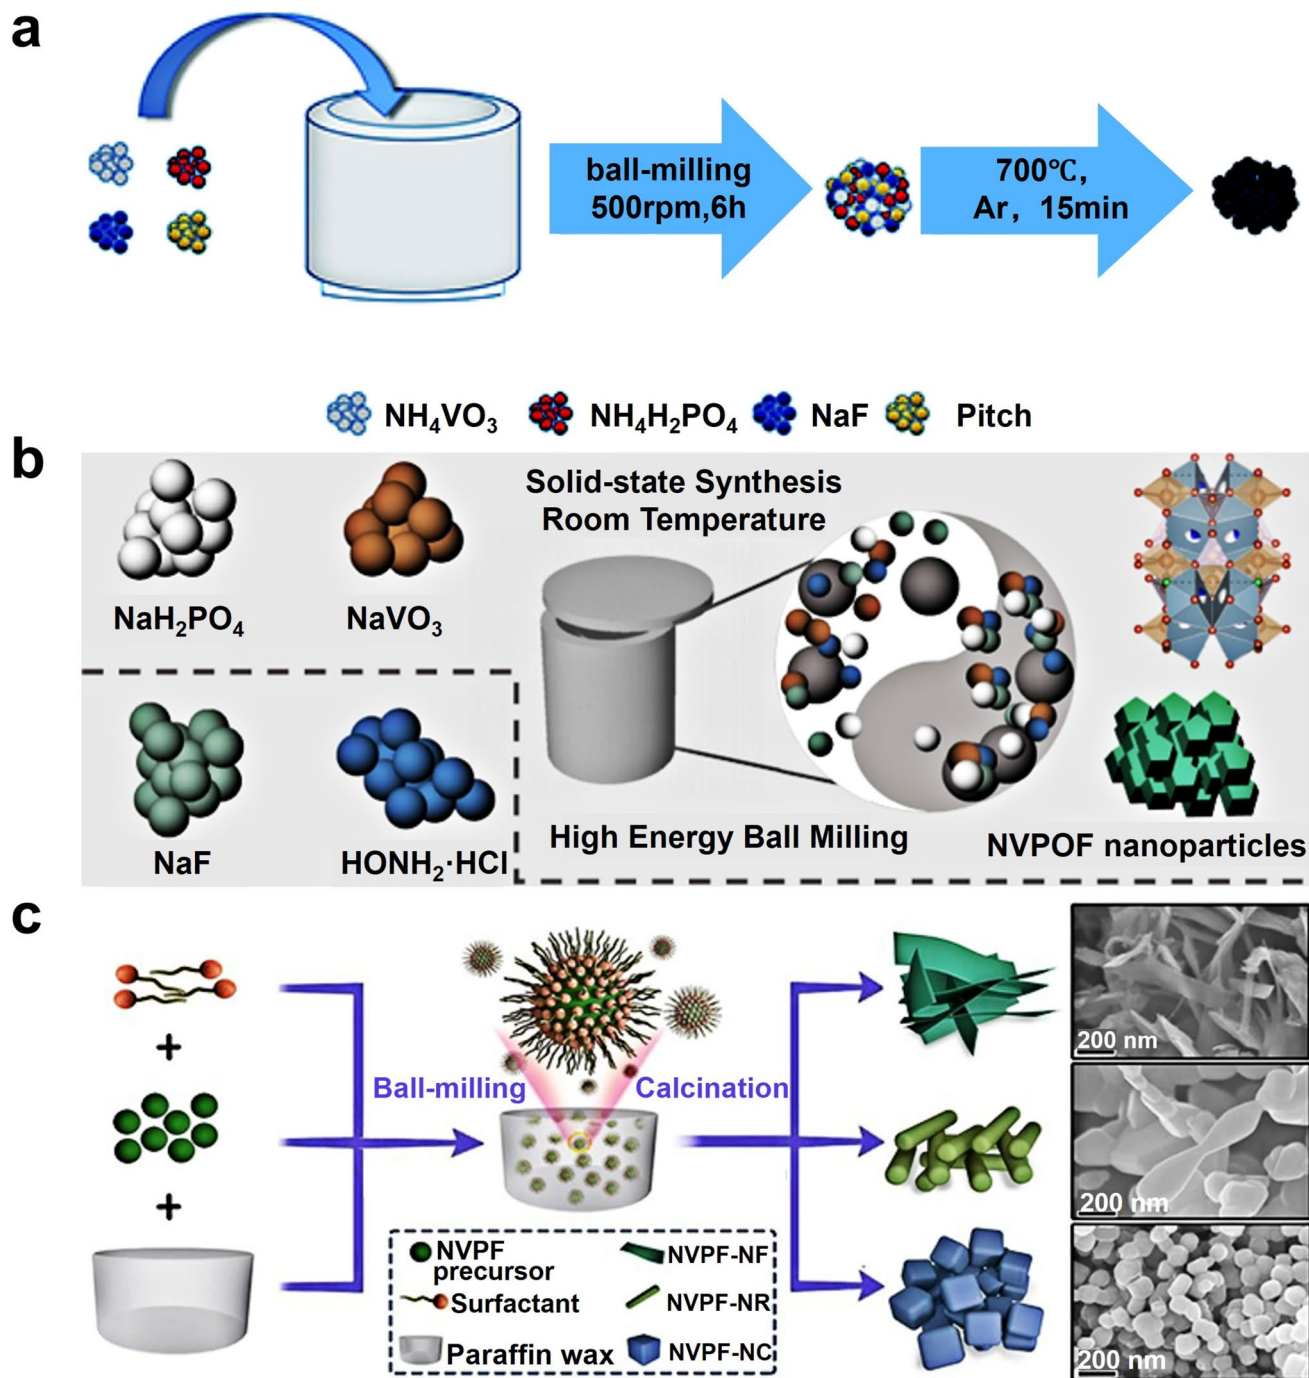 a
ball-milling
500rpm,6h
700℃,
Ar, 15min
NH₄VO₃
NH₄H₂PO₄
NaF
Pitch
b
Solid-state Synthesis
Room Temperature
NaH₂PO₄
NaVO₃
NaF
HONH₂·HCl
High Energy Ball Milling
NVPOF nanoparticles
c
+
+
Ball-milling
Calcination
200 nm
200 nm
200 nm
NVPF
precursor
Surfactant
Paraffin wax
NVPF-NF
NVPF-NR
NVPF-NC